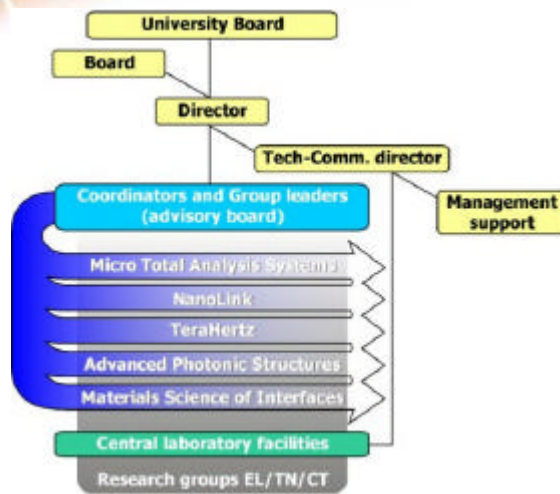 University Board
Board
Director
Tech-Comm. director
Coordinators and Group leaders
(advisory board)
Management
support
Micro Total Analysis Systems
NanoLink
TeraHertz
Advanced Photonic Structures
Materials Science of Interfaces
Central laboratory facilities
Research groups EL/TN/CT